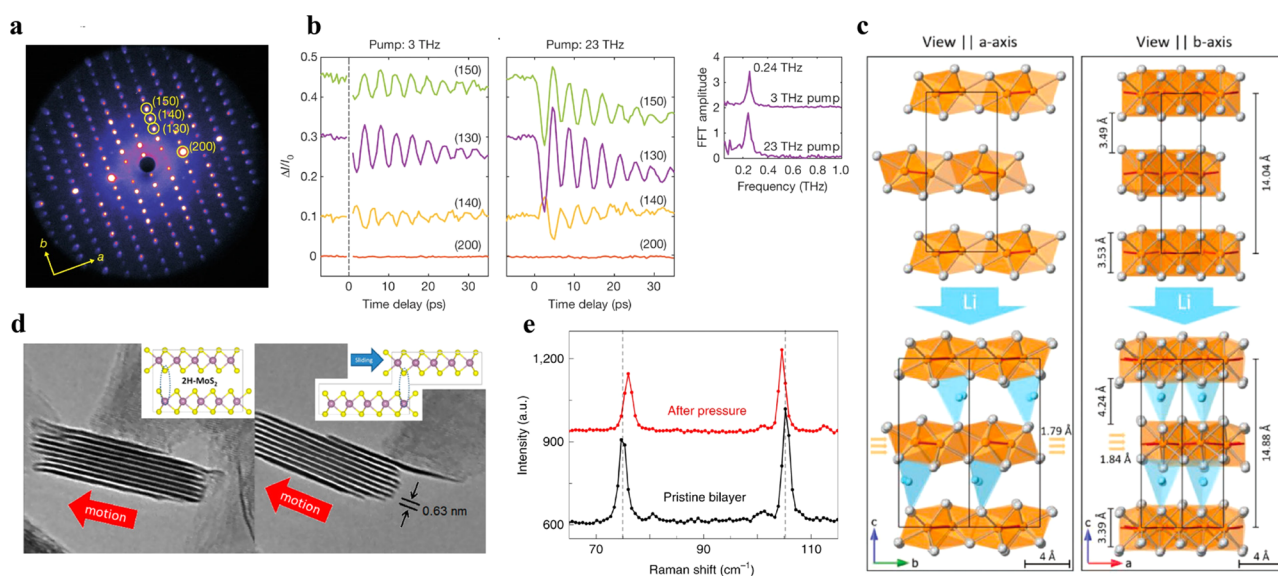 a
(150)
(140)
(130)
(200)
b
a
b
Pump: 3 THz
Pump: 23 THz
0.5
0.4
0.3
0.2
0.1
0
ΔI/I0
(150)
(130)
(140)
(200)
0
10
20
30
Time delay (ps)
(150)
(130)
(140)
(200)
0
10
20
30
Time delay (ps)
4
3
2
1
0
FFT amplitude
0.24 THz
3 THz pump
23 THz pump
0.2
0.4
0.6
0.8
1.0
Frequency (THz)
c
View || a-axis
View || b-axis
3.49 Å
14.04 Å
3.53 Å
Li
Li
4.24 Å
1.79 Å
1.84 Å
14.88 Å
3.39 Å
c
b
4 Å
c
a
4 Å
d
2H-MoS2
motion
Sliding
motion
0.63 nm
e
1,200
900
600
Intensity (a.u.)
After pressure
Pristine bilayer
70
90
110
Raman shift (cm−1)